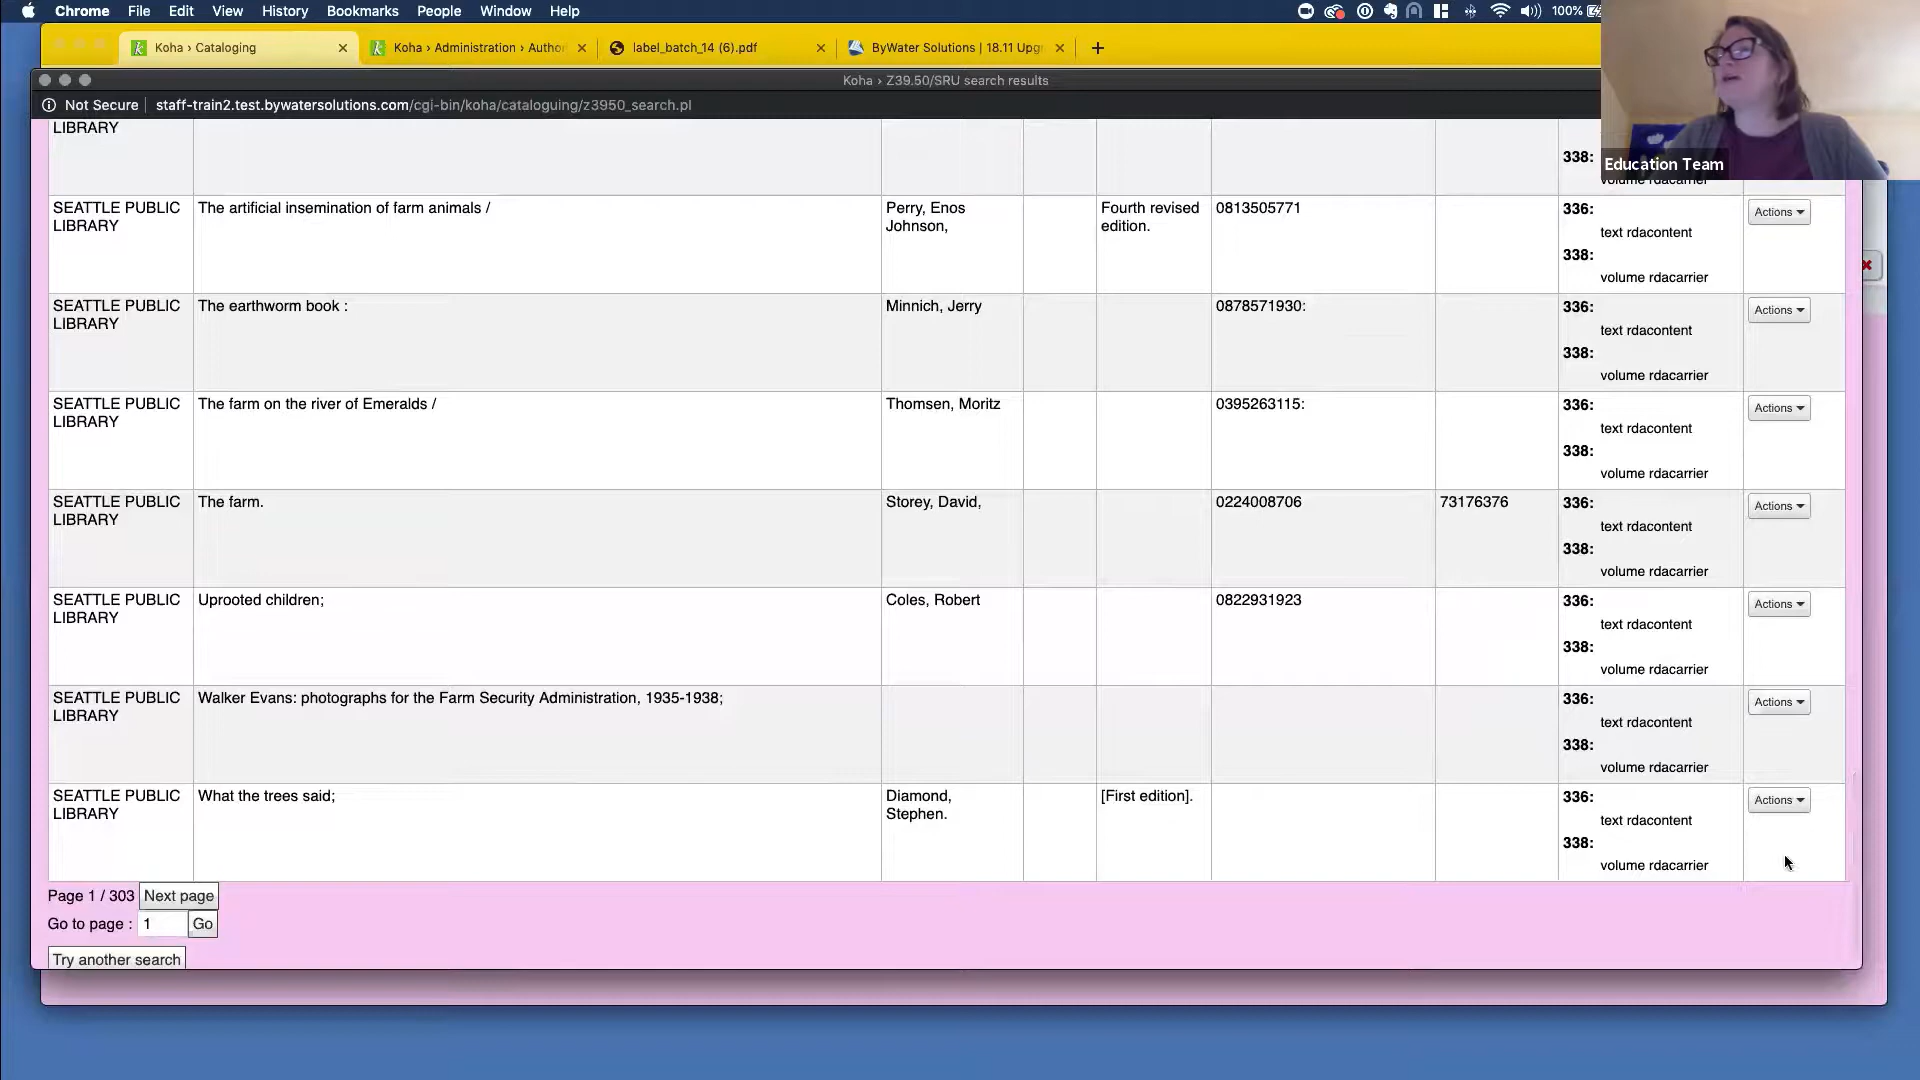 Chrome File Edit View History Bookmarks People Window Help 100%
Koha › Cataloging Koha › Administration › Autho label_batch_14 (6).pdf ByWater Solutions | 18.11 Upg
Koha › Z39.50/SRU search results
Not Secure staff-train2.test.bywatersolutions.com/cgi-bin/koha/cataloguing/z3950_search.pl
LIBRARY
338:
volume rdacarrier
Education Team
SEATTLE PUBLIC The artificial insemination of farm animals / Perry, Enos Fourth revised 0813505771 336: Actions
LIBRARY Johnson, edition.
text rdacontent
338:
volume rdacarrier
SEATTLE PUBLIC The earthworm book : Minnich, Jerry 0878571930: 336: Actions
LIBRARY
text rdacontent
338:
volume rdacarrier
SEATTLE PUBLIC The farm on the river of Emeralds / Thomsen, Moritz 0395263115: 336: Actions
LIBRARY
text rdacontent
338:
volume rdacarrier
SEATTLE PUBLIC The farm. Storey, David, 0224008706 73176376 336: Actions
LIBRARY
text rdacontent
338:
volume rdacarrier
SEATTLE PUBLIC Uprooted children; Coles, Robert 0822931923 336: Actions
LIBRARY
text rdacontent
338:
volume rdacarrier
SEATTLE PUBLIC Walker Evans: photographs for the Farm Security Administration, 1935-1938; 336: Actions
LIBRARY
text rdacontent
338:
volume rdacarrier
SEATTLE PUBLIC What the trees said; Diamond, [First edition]. 336: Actions
LIBRARY Stephen.
text rdacontent
338:
volume rdacarrier
Page 1 / 303 Next page
Go to page : 1 Go
Try another search